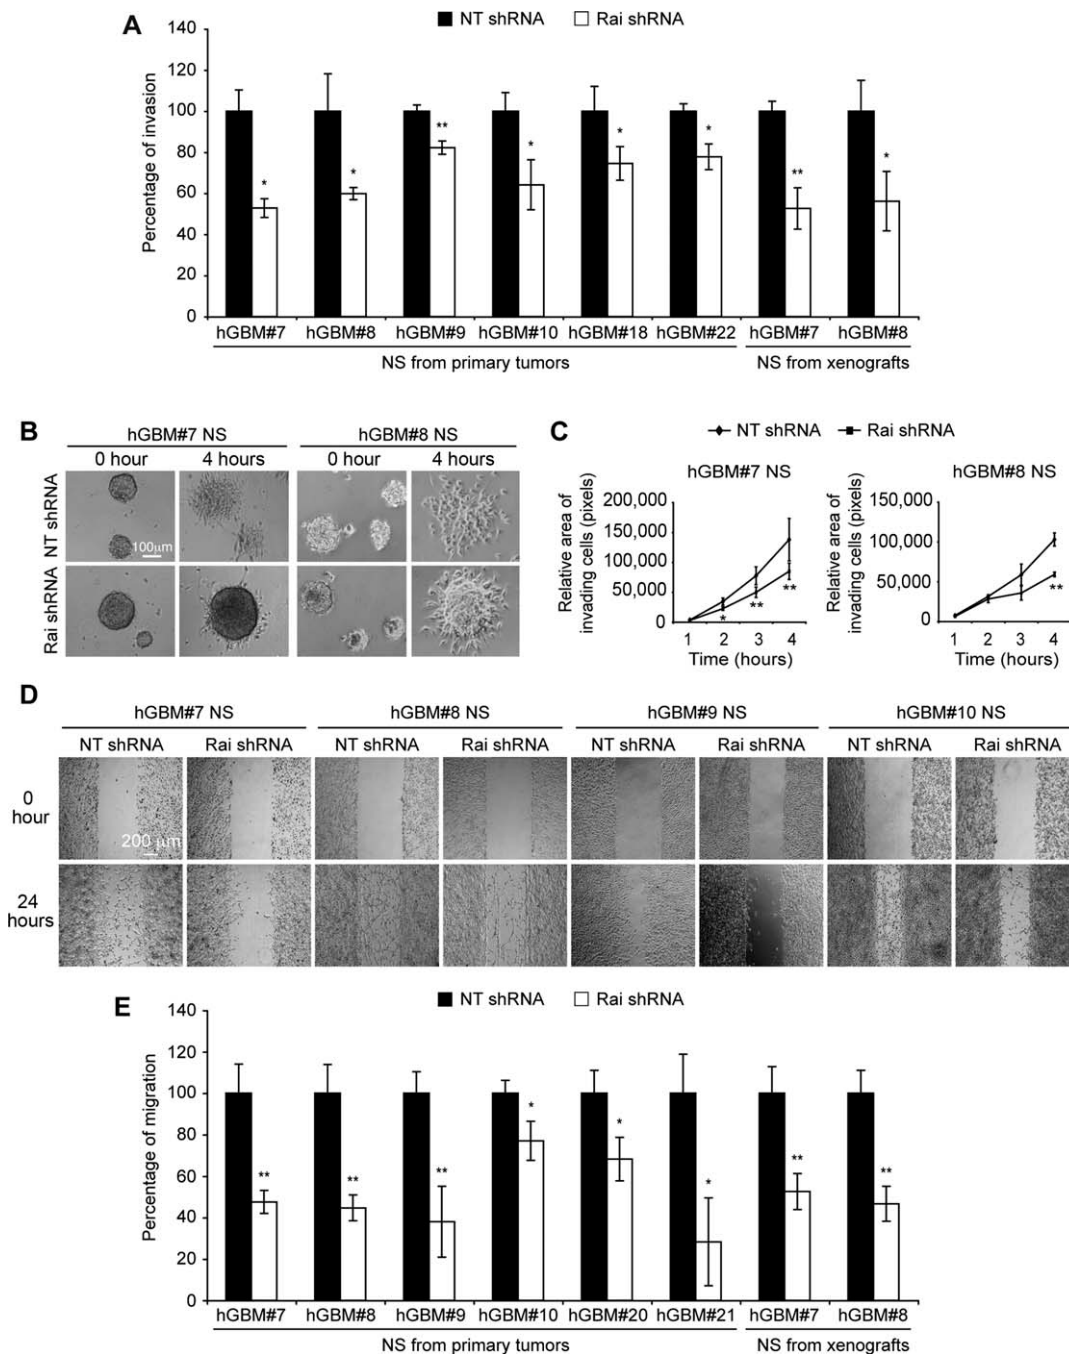 A
NT shRNA Rai shRNA
Percentage of invasion
140
120
100
80
60
40
20
0
* * ** * * * ** *
hGBM#7 hGBM#8 hGBM#9 hGBM#10 hGBM#18 hGBM#22 hGBM#7 hGBM#8
NS from primary tumors NS from xenografts
B
hGBM#7 NS hGBM#8 NS
0 hour 4 hours 0 hour 4 hours
NT shRNA
100μm
Rai shRNA
C
NT shRNA Rai shRNA
hGBM#7 NS
Relative area of
invading cells (pixels)
200,000
150,000
100,000
50,000
0
* ** **
1 2 3 4
Time (hours)
hGBM#8 NS
Relative area of
invading cells (pixels)
150,000
100,000
50,000
0
**
1 2 3 4
Time (hours)
D
hGBM#7 NS hGBM#8 NS hGBM#9 NS hGBM#10 NS
NT shRNA Rai shRNA NT shRNA Rai shRNA NT shRNA Rai shRNA NT shRNA Rai shRNA
0
hour
200 μm
24
hours
E
NT shRNA Rai shRNA
Percentage of migration
140
120
100
80
60
40
20
0
** ** ** * * * ** **
hGBM#7 hGBM#8 hGBM#9 hGBM#10 hGBM#20 hGBM#21 hGBM#7 hGBM#8
NS from primary tumors NS from xenografts